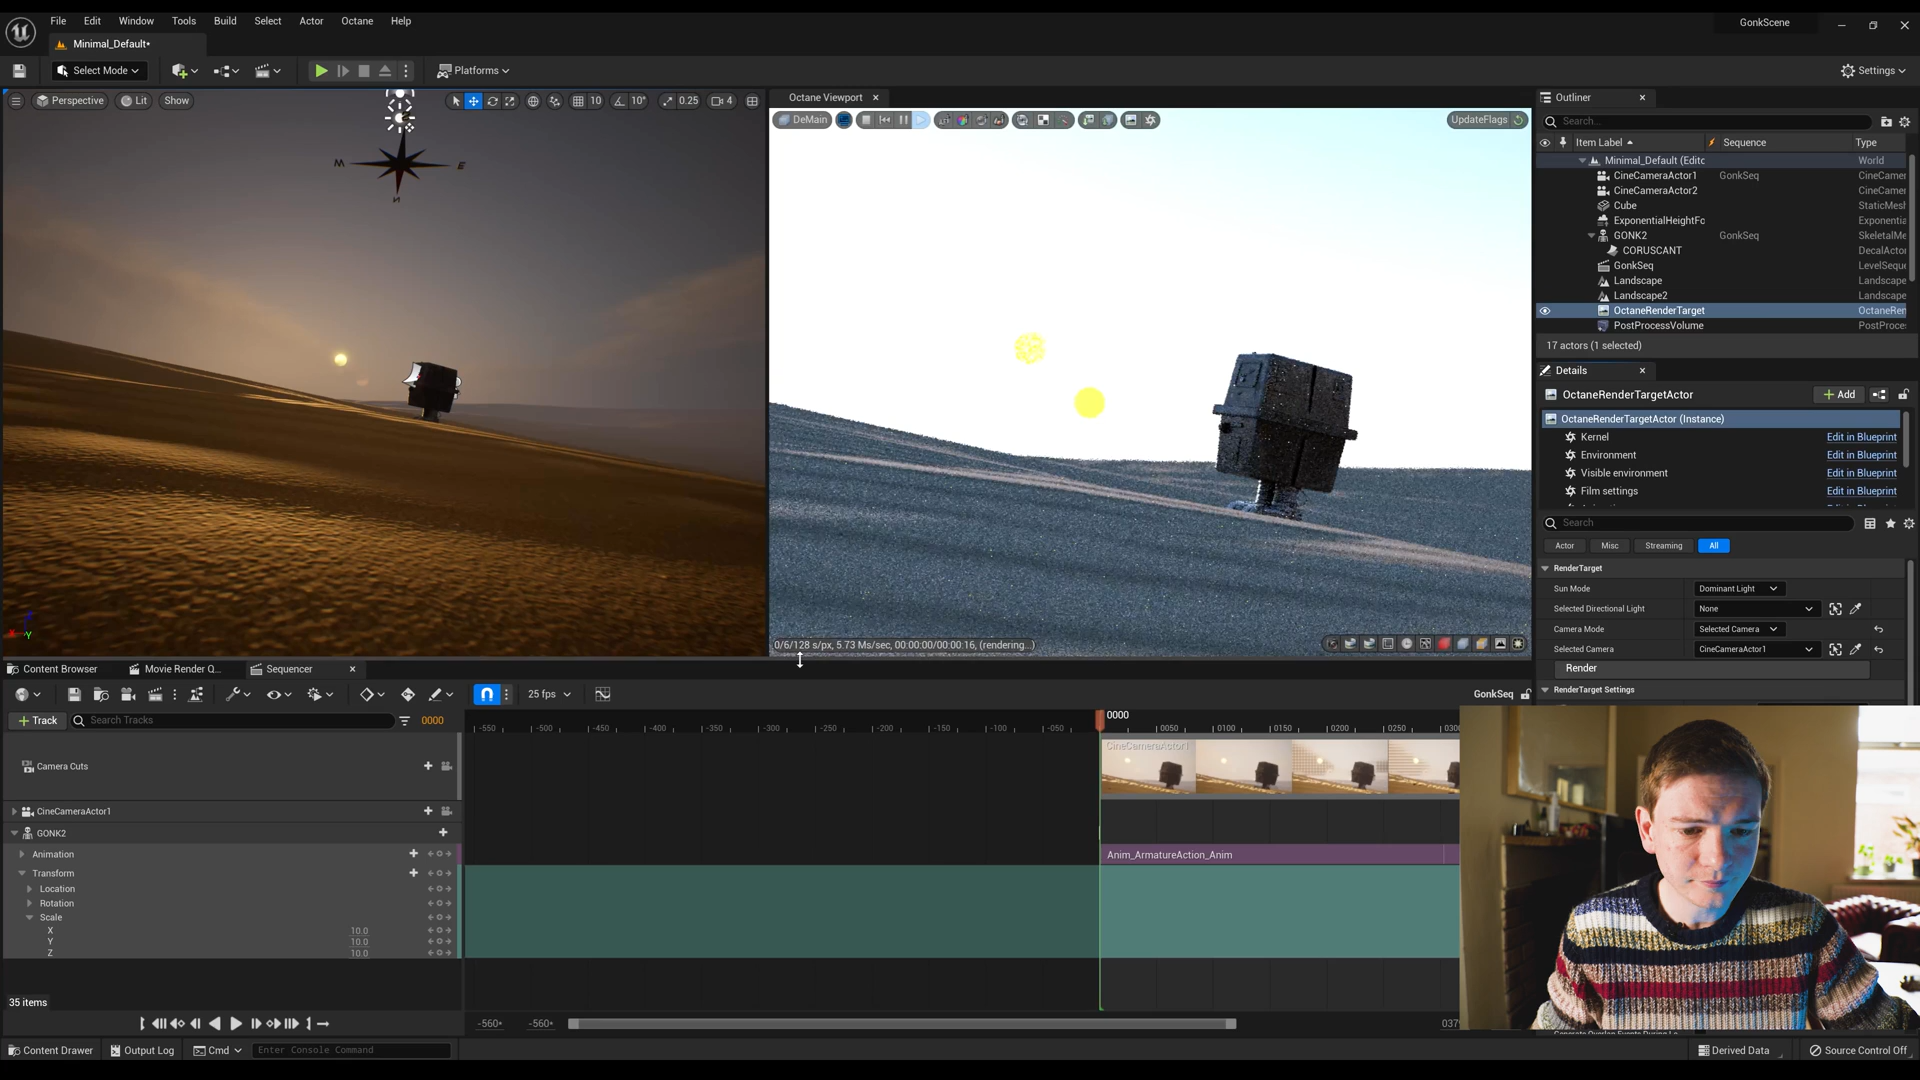 File Edit Window Tools Build Select Actor Octane Help
GonkScene
Minimal_Default*
Select Mode
Platforms
Settings
Perspective Lit Show
10 10° 0.25 4
Octane Viewport
DeMain
UpdateFlags
W E
N
Y
0/6/128 s/px, 5.73 Ms/sec, 00:00:00/00:00:16, (rendering...)
Outliner
Search...
Item Label Sequence Type
Minimal_Default (Editc World
CineCameraActor1 GonkSeq CineCamer
CineCameraActor2 CineCamer
Cube StaticMesh
ExponentialHeightFc Exponentia
GONK2 GonkSeq SkeletalMe
CORUSCANT DecalActor
GonkSeq LevelSequ
Landscape Landscape
Landscape2 Landscape
OctaneRenderTarget OctaneRen
PostProcessVolume PostProce
17 actors (1 selected)
Details
OctaneRenderTargetActor
Add
OctaneRenderTargetActor (Instance)
Kernel Edit in Blueprint
Environment Edit in Blueprint
Visible environment Edit in Blueprint
Film settings Edit in Blueprint
Search
Actor Misc Streaming All
RenderTarget
Sun Mode Dominant Light
Selected Directional Light None
Camera Mode Selected Camera
Selected Camera CineCameraActor1
Render
RenderTarget Settings
Content Browser Movie Render Q... Sequencer
25 fps
GonkSeq
Track Search Tracks 0000
-550 -500 -450 -400 -350 -300 -250 -200 -150 -100 -050 0000 0050 0100 0150 0200 0250 0300
Camera Cuts
CineCameraActor1
CineCameraActor1
GONK2
Animation
Anim_ArmatureAction_Anim
Transform
Location
Rotation
Scale
X 10.0
Y 10.0
Z 10.0
35 items
-560+ -560+ 037
Content Drawer Output Log Cmd Enter Console Command
Derived Data Source Control Off